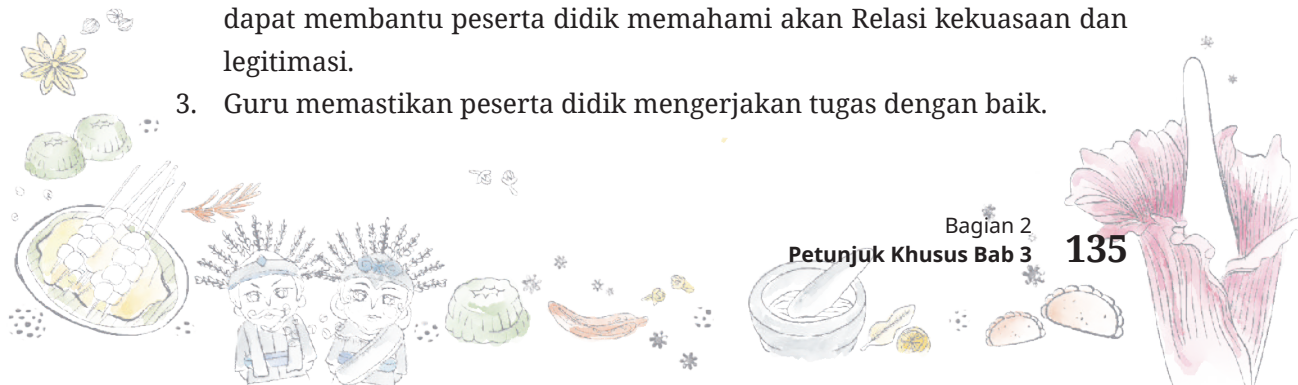 dapat membantu peserta didik memahami akan Relasi kekuasaan dan
legitimasi.
3. Guru memastikan peserta didik mengerjakan tugas dengan baik.
Bagian 2
Petunjuk Khusus Bab 3 135